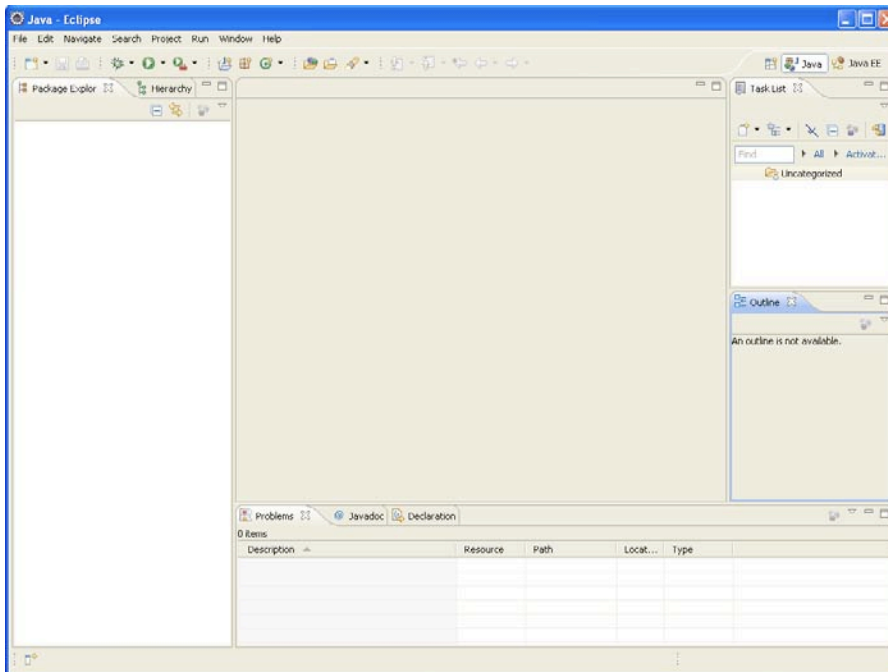 Java - Eclipse
File Edit Navigate Search Project Run Window Help
Java Java EE
Package Explor Hierarchy
Task List
Find All Activat...
Uncategorized
Outline
An outline is not available.
Problems Javadoc Declaration
0 items
Description Resource Path Locat... Type